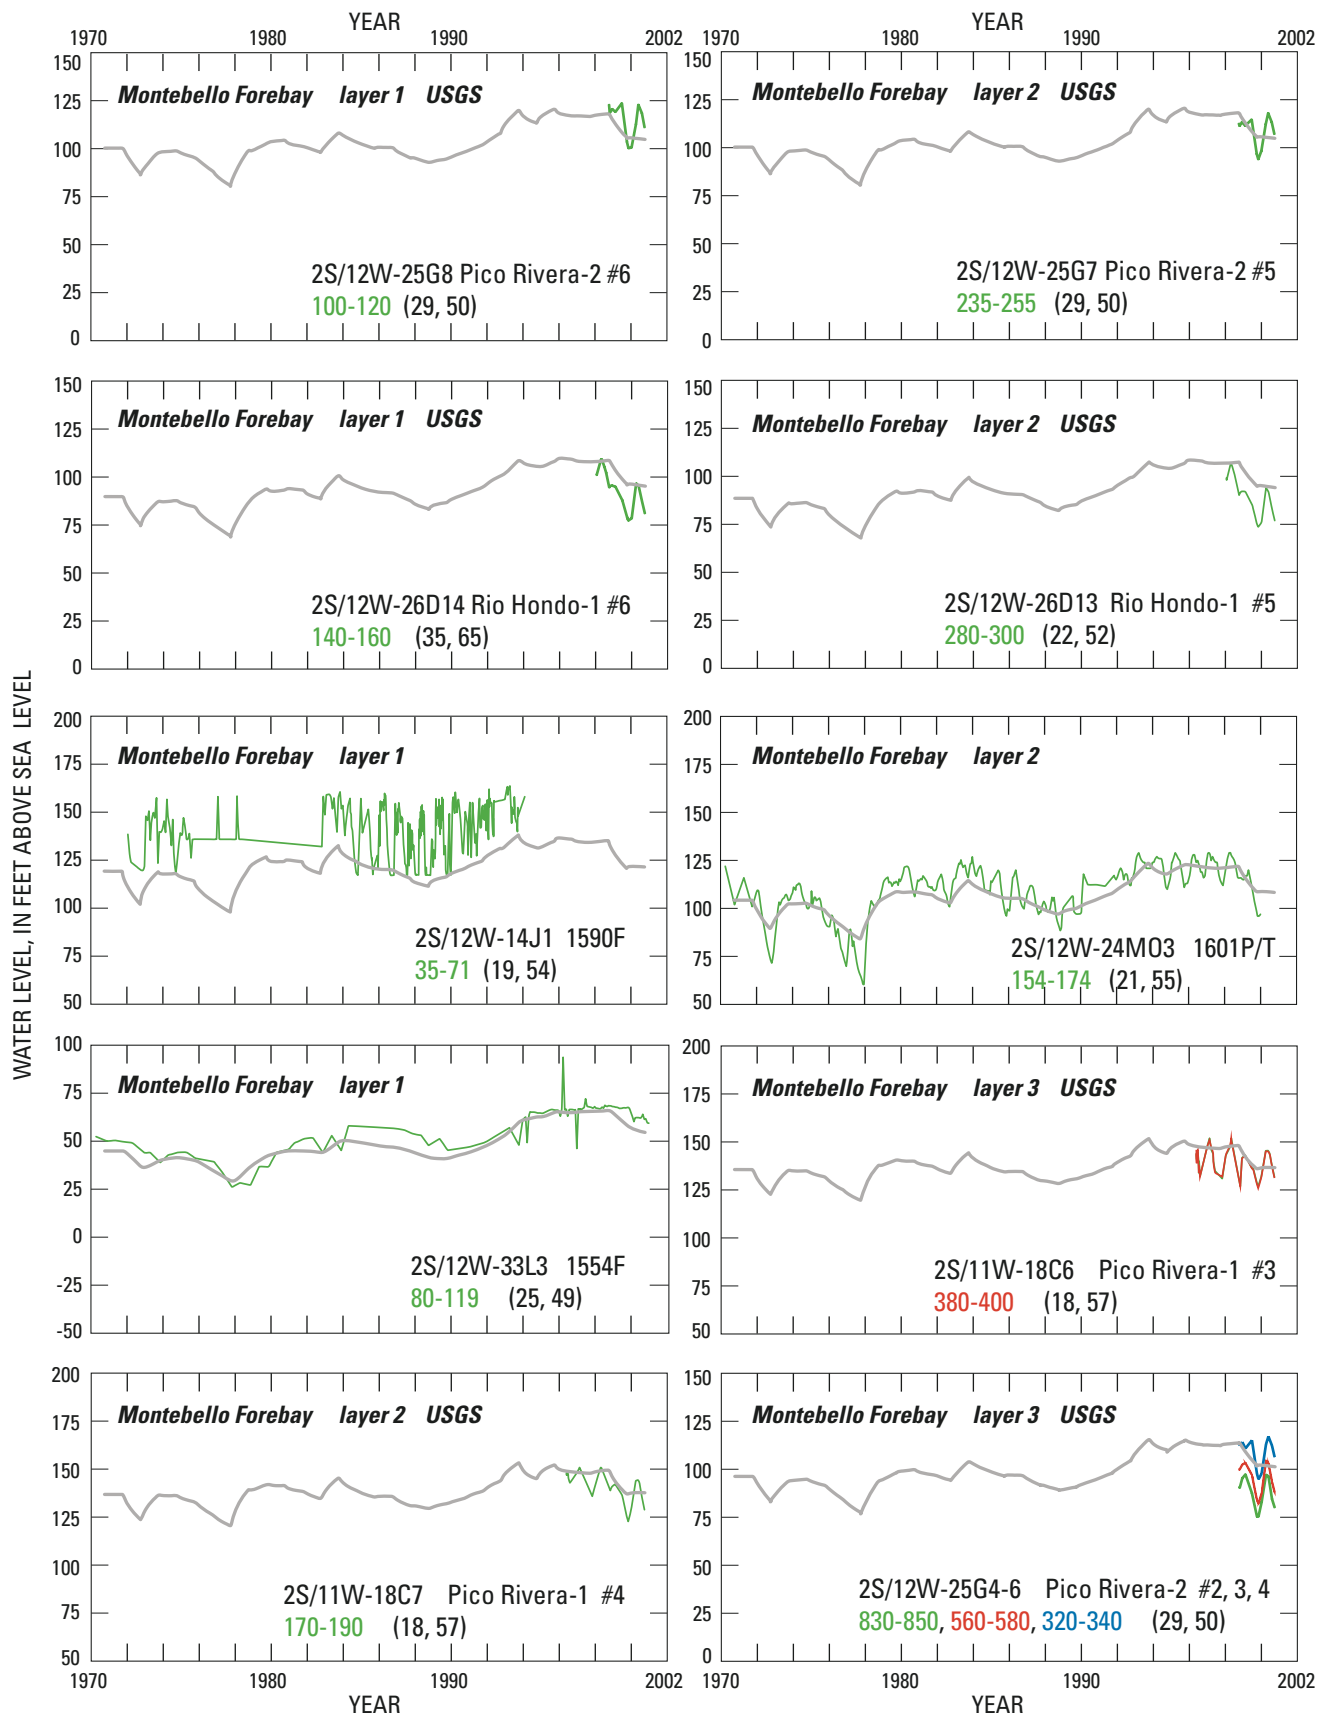 YEAR
1970 1980 1990 2002
YEAR
1970 1980 1990 2002
WATER LEVEL, IN FEET ABOVE SEA LEVEL
150
125
100
75
50
25
0
Montebello Forebay layer 1 USGS
2S/12W-25G8 Pico Rivera-2 #6
100-120 (29, 50)
150
125
100
75
50
25
0
Montebello Forebay layer 2 USGS
2S/12W-25G7 Pico Rivera-2 #5
235-255 (29, 50)
150
125
100
75
50
25
0
Montebello Forebay layer 1 USGS
2S/12W-26D14 Rio Hondo-1 #6
140-160 (35, 65)
150
125
100
75
50
25
0
Montebello Forebay layer 2 USGS
2S/12W-26D13 Rio Hondo-1 #5
280-300 (22, 52)
200
175
150
125
100
75
50
Montebello Forebay layer 1
2S/12W-14J1 1590F
35-71 (19, 54)
200
175
150
125
100
75
50
Montebello Forebay layer 2
2S/12W-24MO3 1601P/T
154-174 (21, 55)
100
75
50
25
0
-25
-50
Montebello Forebay layer 1
2S/12W-33L3 1554F
80-119 (25, 49)
200
175
150
125
100
75
50
Montebello Forebay layer 3 USGS
2S/11W-18C6 Pico Rivera-1 #3
380-400 (18, 57)
200
175
150
125
100
75
50
Montebello Forebay layer 2 USGS
2S/11W-18C7 Pico Rivera-1 #4
170-190 (18, 57)
150
125
100
75
50
25
0
Montebello Forebay layer 3 USGS
2S/12W-25G4-6 Pico Rivera-2 #2, 3, 4
830-850, 560-580, 320-340 (29, 50)
1970 1980 1990 2002
YEAR
1970 1980 1990 2002
YEAR